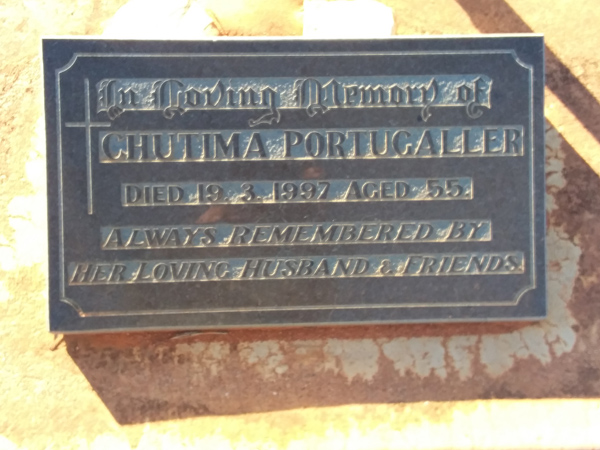 In Loving Memory of
CHUTIMA PORTUGALLER
DIED 19. 3. 1997 AGED 55.
ALWAYS REMEMBERED BY
HER LOVING HUSBAND & FRIENDS